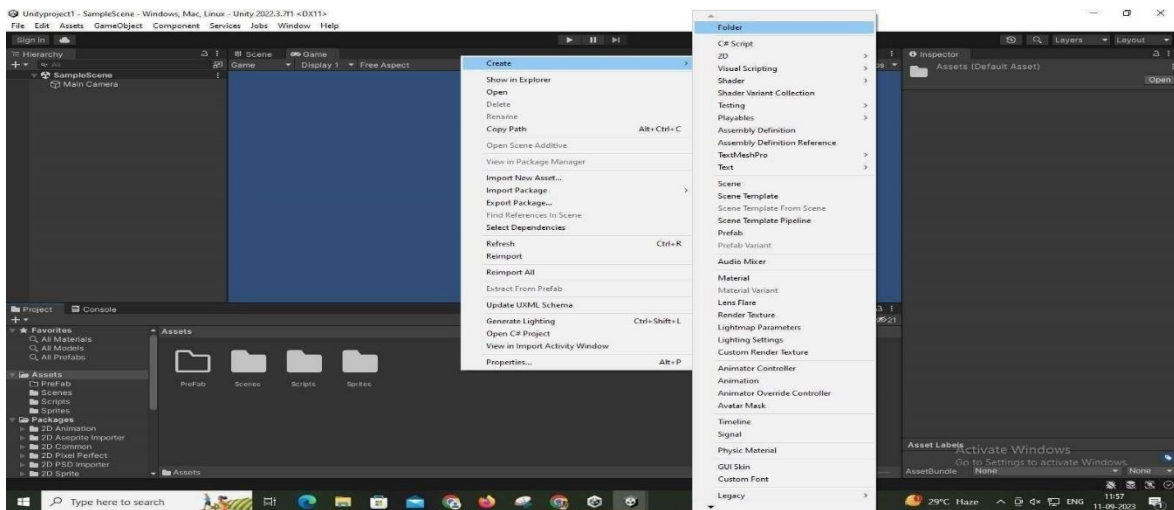 Unityproject1 - SampleScene - Windows, Mac, Linux - Unity 2022.3.7f1 <DX11>
File Edit Assets GameObject Component Services Jobs Window Help
Sign in
Layers
Layout
Hierarchy
Scene
Game
Inspector
All
Game
Display 1
Free Aspect
SampleScene
Main Camera
Assets (Default Asset)
Open
Create
Show in Explorer
Open
Delete
Rename
Copy Path Alt+Ctrl+C
Open Scene Additive
View in Package Manager
Import New Asset...
Import Package
Export Package...
Find References In Scene
Select Dependencies
Refresh Ctrl+R
Reimport
Reimport All
Extract From Prefab
Update UXML Schema
Generate Lighting Ctrl+Shift+L
Open C# Project
View in Import Activity Window
Properties... Alt+P
Folder
C# Script
2D
Visual Scripting
Shader
Shader Variant Collection
Testing
Playables
Assembly Definition
Assembly Definition Reference
TextMeshPro
Text
Scene
Scene Template
Scene Template From Scene
Scene Template Pipeline
Prefab
Prefab Variant
Audio Mixer
Material
Material Variant
Lens Flare
Render Texture
Lightmap Parameters
Lighting Settings
Custom Render Texture
Animator Controller
Animation
Animator Override Controller
Avatar Mask
Timeline
Signal
Physic Material
GUI Skin
Custom Font
Legacy
Project
Console
21
Favorites
All Materials
All Models
All Prefabs
Assets
PreFab
Scenes
Scripts
Sprites
Packages
2D Animation
2D Aseprite Importer
2D Common
2D Pixel Perfect
2D PSD Importer
2D Sprite
Assets
PreFab
Scenes
Scripts
Sprites
Assets
Asset Labels
Activate Windows
Go to Settings to activate Windows.
AssetBundle None None
Type here to search
29°C Haze
ENG
11:57
11-09-2023